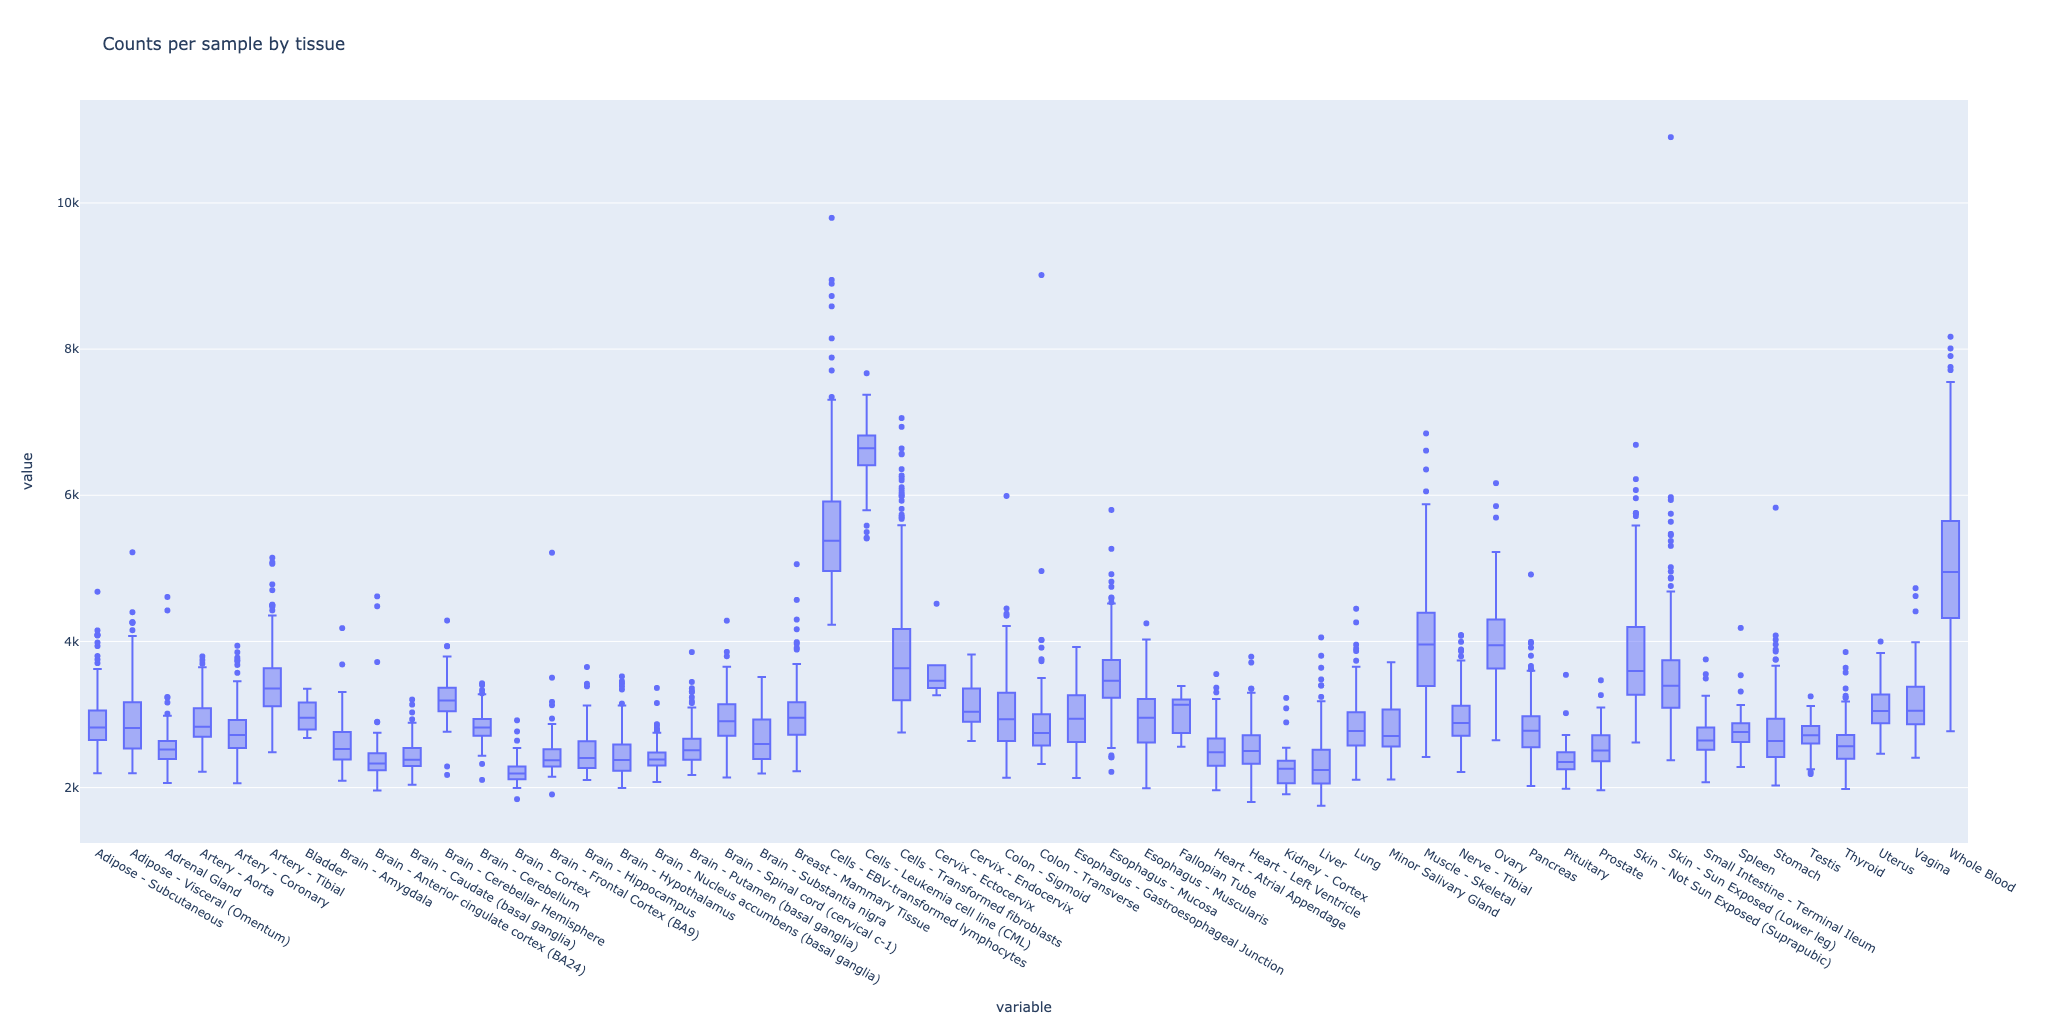 Counts per sample by tissue
10k
8k
6k
4k
2k
value
Adipose - Subcutaneous
Adipose - Visceral (Omentum)
Adrenal Gland
Artery - Aorta
Artery - Coronary
Artery - Tibial
Bladder
Brain - Amygdala
Brain - Anterior cingulate cortex (BA24)
Brain - Caudate (basal ganglia)
Brain - Cerebellar Hemisphere
Brain - Cerebellum
Brain - Cortex
Brain - Frontal Cortex (BA9)
Brain - Hippocampus
Brain - Hypothalamus
Brain - Nucleus accumbens (basal ganglia)
Brain - Putamen (basal ganglia)
Brain - Spinal cord (cervical c-1)
Brain - Substantia nigra
Breast - Mammary Tissue
Cells - EBV-transformed lymphocytes
Cells - Leukemia cell line (CML)
Cells - Transformed fibroblasts
Cervix - Ectocervix
Cervix - Endocervix
Colon - Sigmoid
Colon - Transverse
Esophagus - Gastroesophageal Junction
Esophagus - Mucosa
Esophagus - Muscularis
Fallopian Tube
Heart - Atrial Appendage
Heart - Left Ventricle
Kidney - Cortex
Liver
Lung
Minor Salivary Gland
Muscle - Skeletal
Nerve - Tibial
Ovary
Pancreas
Pituitary
Prostate
Skin - Not Sun Exposed (Suprapubic)
Skin - Sun Exposed (Lower leg)
Small Intestine - Terminal Ileum
Spleen
Stomach
Testis
Thyroid
Uterus
Vagina
Whole Blood
variable